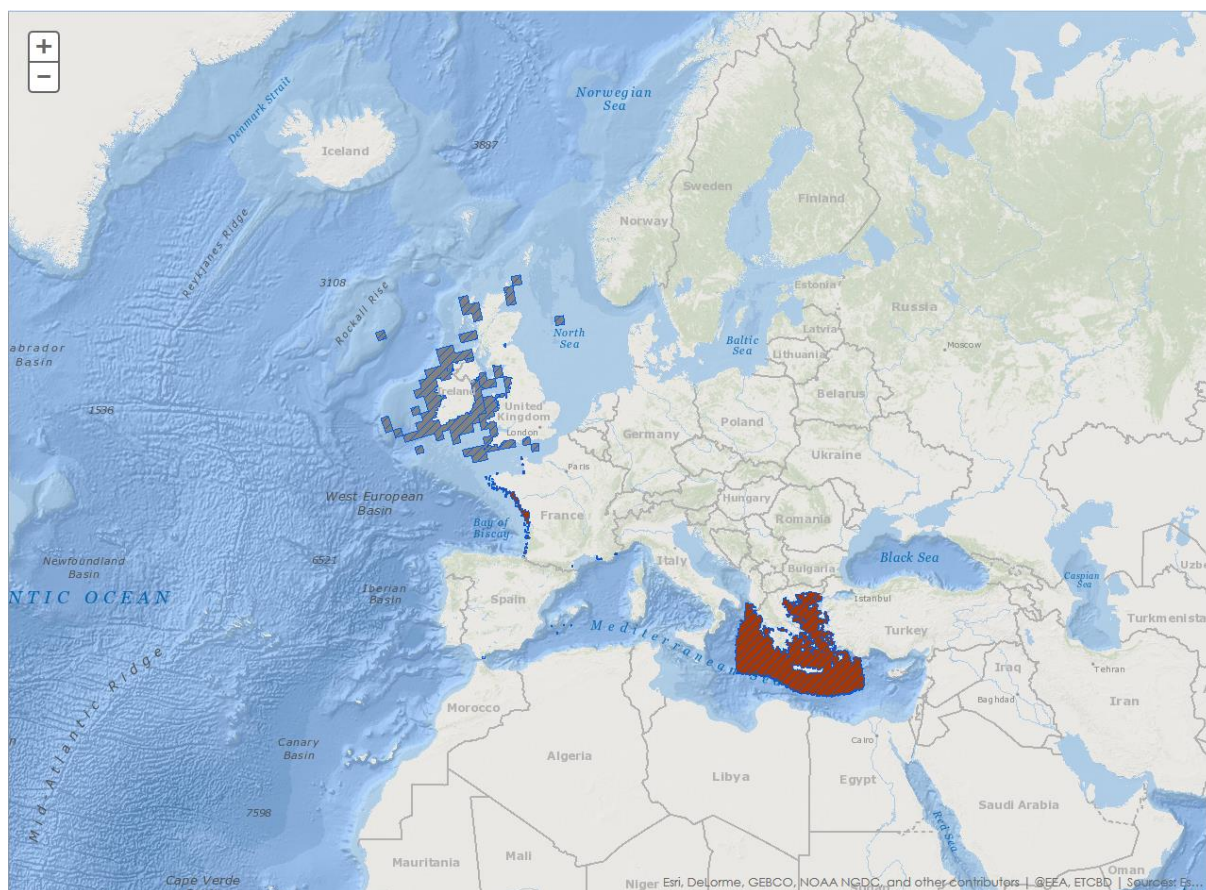 +
−
Denmark Strait
Norwegian
Sea
Iceland
3887
Sweden
Finland
Norway
Reykjanes Ridge
3108
Rockall Rise
Estonia
Russia
North
Sea
Baltic
Sea
Latvia
Moscow
abrador
Basin
Lithuania
Ireland
Belarus
1536
United
Kingdom
London
Poland
Germany
Ukraine
Paris
West European
Basin
Hungary
Bay of
Biscay
France
Romania
6521
Newfoundland
Basin
Italy
Bulgaria
Black Sea
Iberian
Basin
Caspian
Sea
Uzbe
NTIC OCEAN
Spain
Istanbul
Turkmenista
Mediterranean
Turkey
Tehran
Iraq
Baghdad
Iran
Mid Atlantic Ridge
Morocco
Canary
Basin
Algeria
Cairo
Libya
Egypt
7598
Saudi Arabia
Red Sea
Mali
Mauritania
Oman
Cape Verde
Niger
Esri, DeLorme, GEBCO, NOAA NGDC, and other contributors | @EEA, ETCBD | Sources: Es...